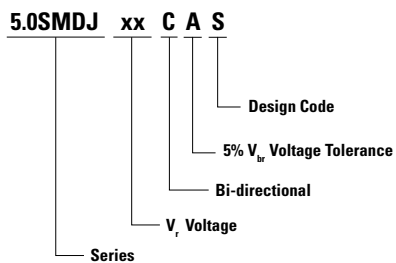 5.0SMDJ xx C A S
Design Code
5% Vbr Voltage Tolerance
Bi-directional
Vr Voltage
Series